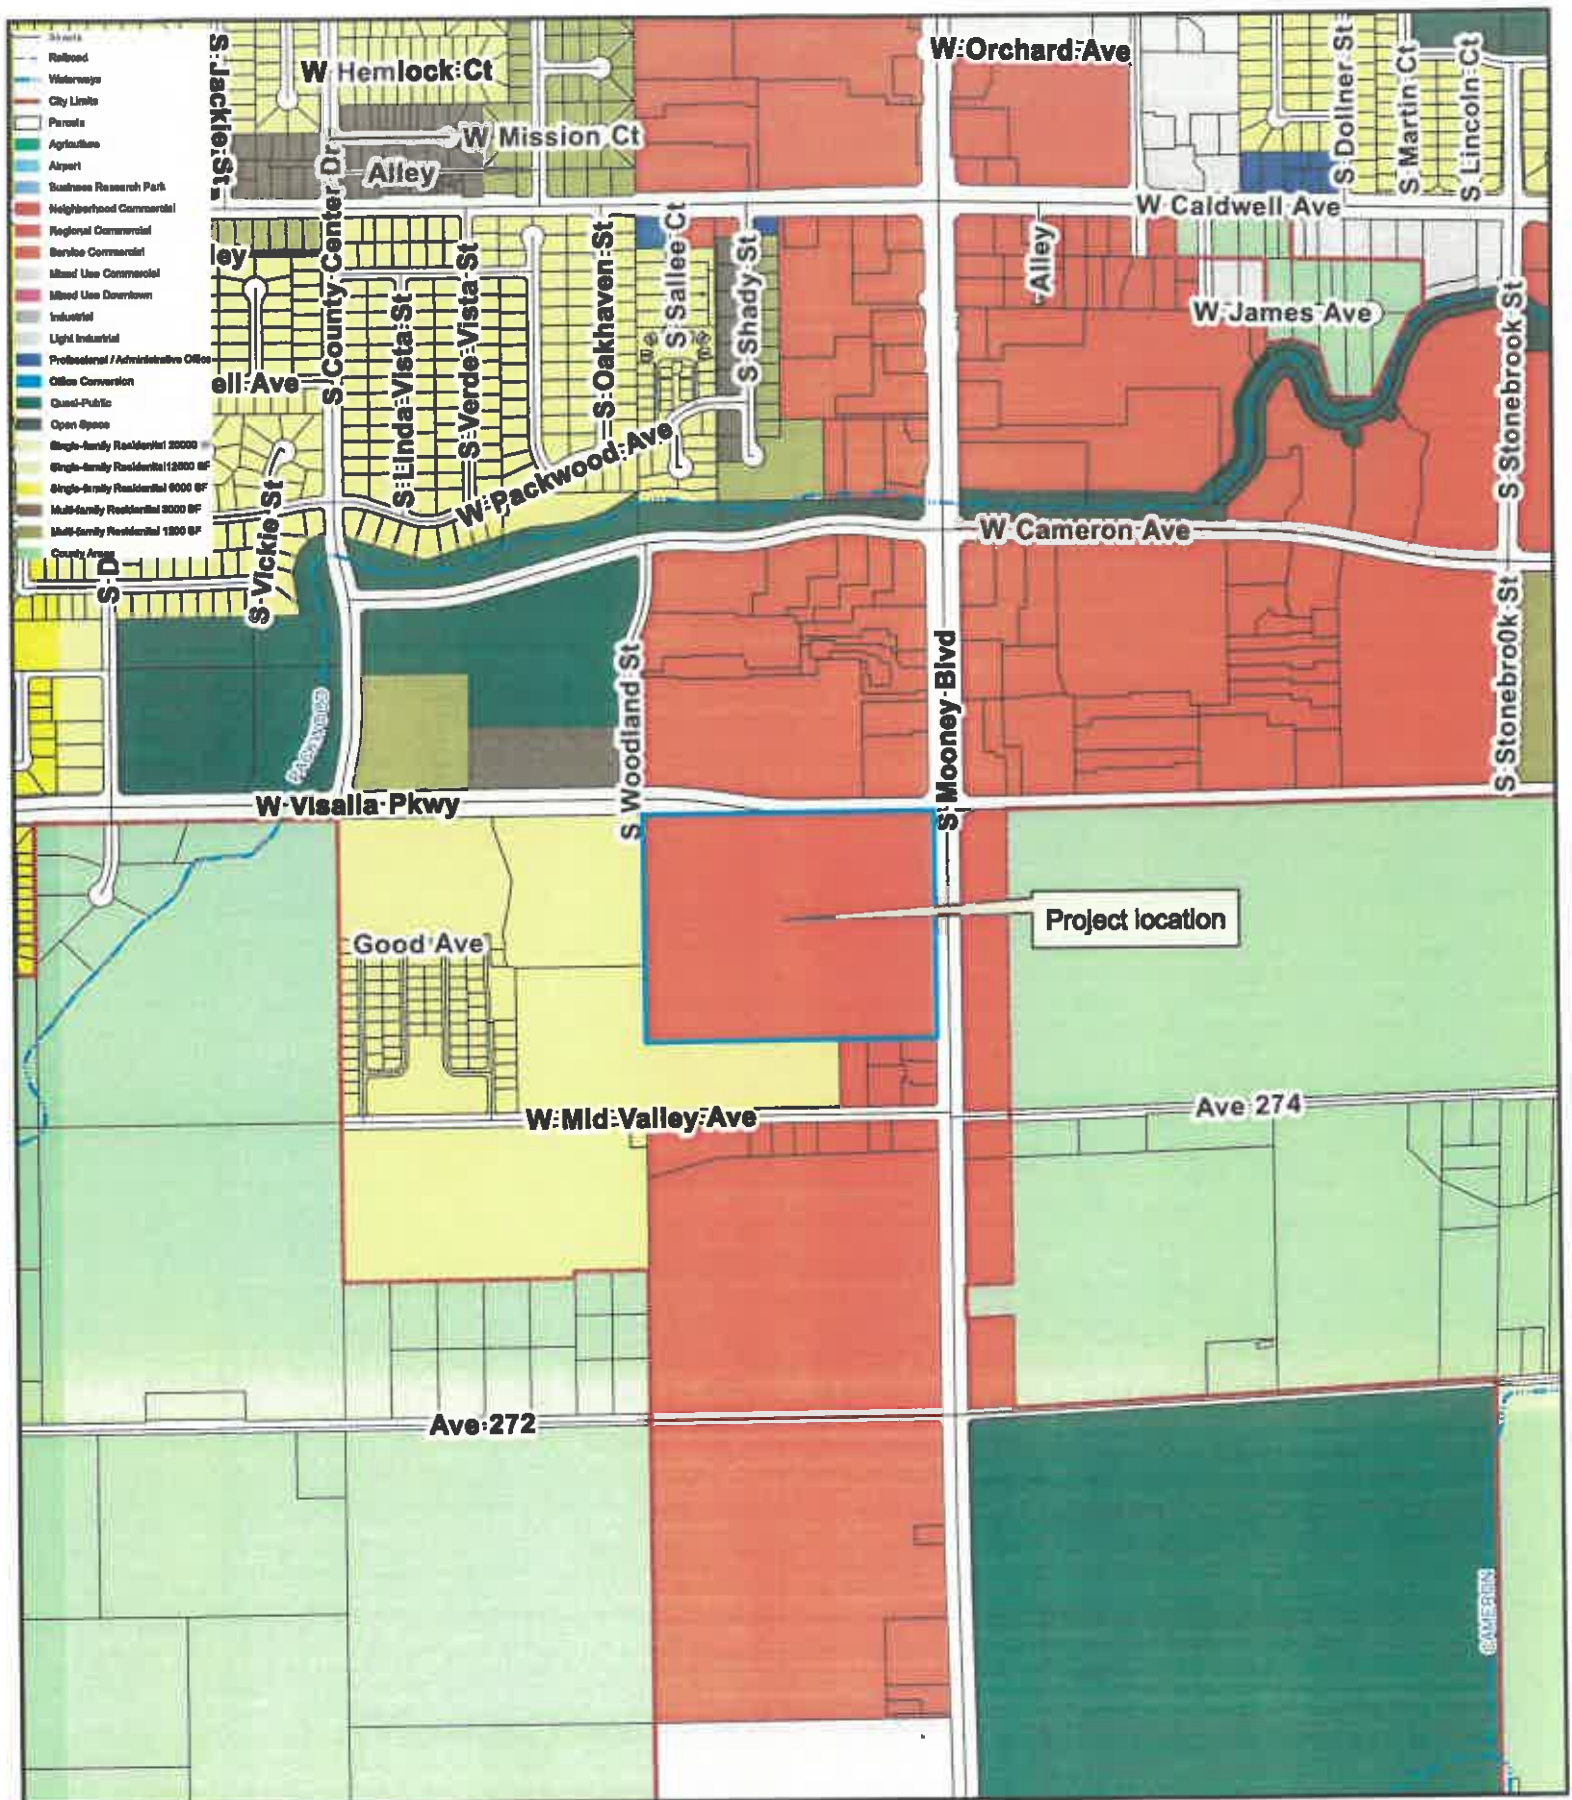 Streets
Railroad
Waterways
City Limits
Parcels
Agriculture
Airport
Business Research Park
Neighborhood Commercial
Regional Commercial
Service Commercial
Mixed Use Commercial
Mixed Use Downtown
Industrial
Light Industrial
Professional / Administrative Office
Office Conversion
Quasi-Public
Open Space
Single-family Residential 20000
Single-family Residential 12500 SF
Single-family Residential 5000 SF
Multi-family Residential 3000 SF
Multi-family Residential 1200 SF
County Areas
S Jackie St
W Hemlock Ct
W Mission Ct
Alley
S County Center Dr
W Orchard Ave
S Dollner St
S Martin Ct
S Lincoln Ct
W Caldwell Ave
ley
ell Ave
S Linda Vista St
S Verde Vista St
S Oakhaven St
S Sallee Ct
S Shady St
Alley
W James Ave
S Stonebrook St
W Packwood Ave
S Vickie St
S D
W Cameron Ave
S Woodland St
S Mooney Blvd
S Stonebrook St
PACKWOOD
W Visalia Pkwy
Project location
Good Ave
W Mid Valley Ave
Ave 274
Ave 272
CAMERON